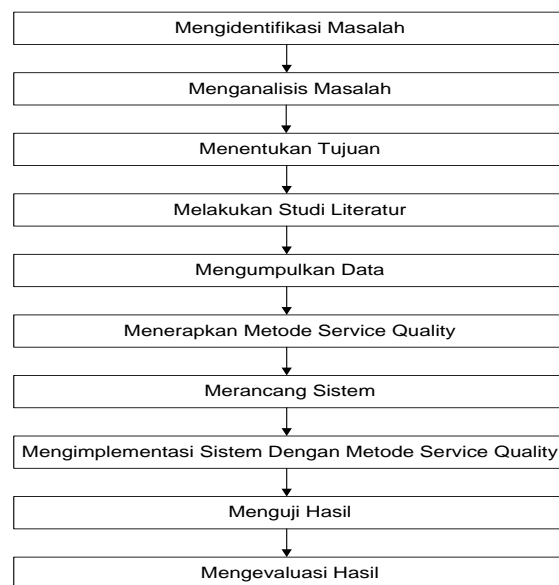 Mengidentifikasi Masalah
Menganalisis Masalah
Menentukan Tujuan
Melakukan Studi Literatur
Mengumpulkan Data
Menerapkan Metode Service Quality
Merancang Sistem
Mengimplementasi Sistem Dengan Metode Service Quality
Menguji Hasil
Mengevaluasi Hasil